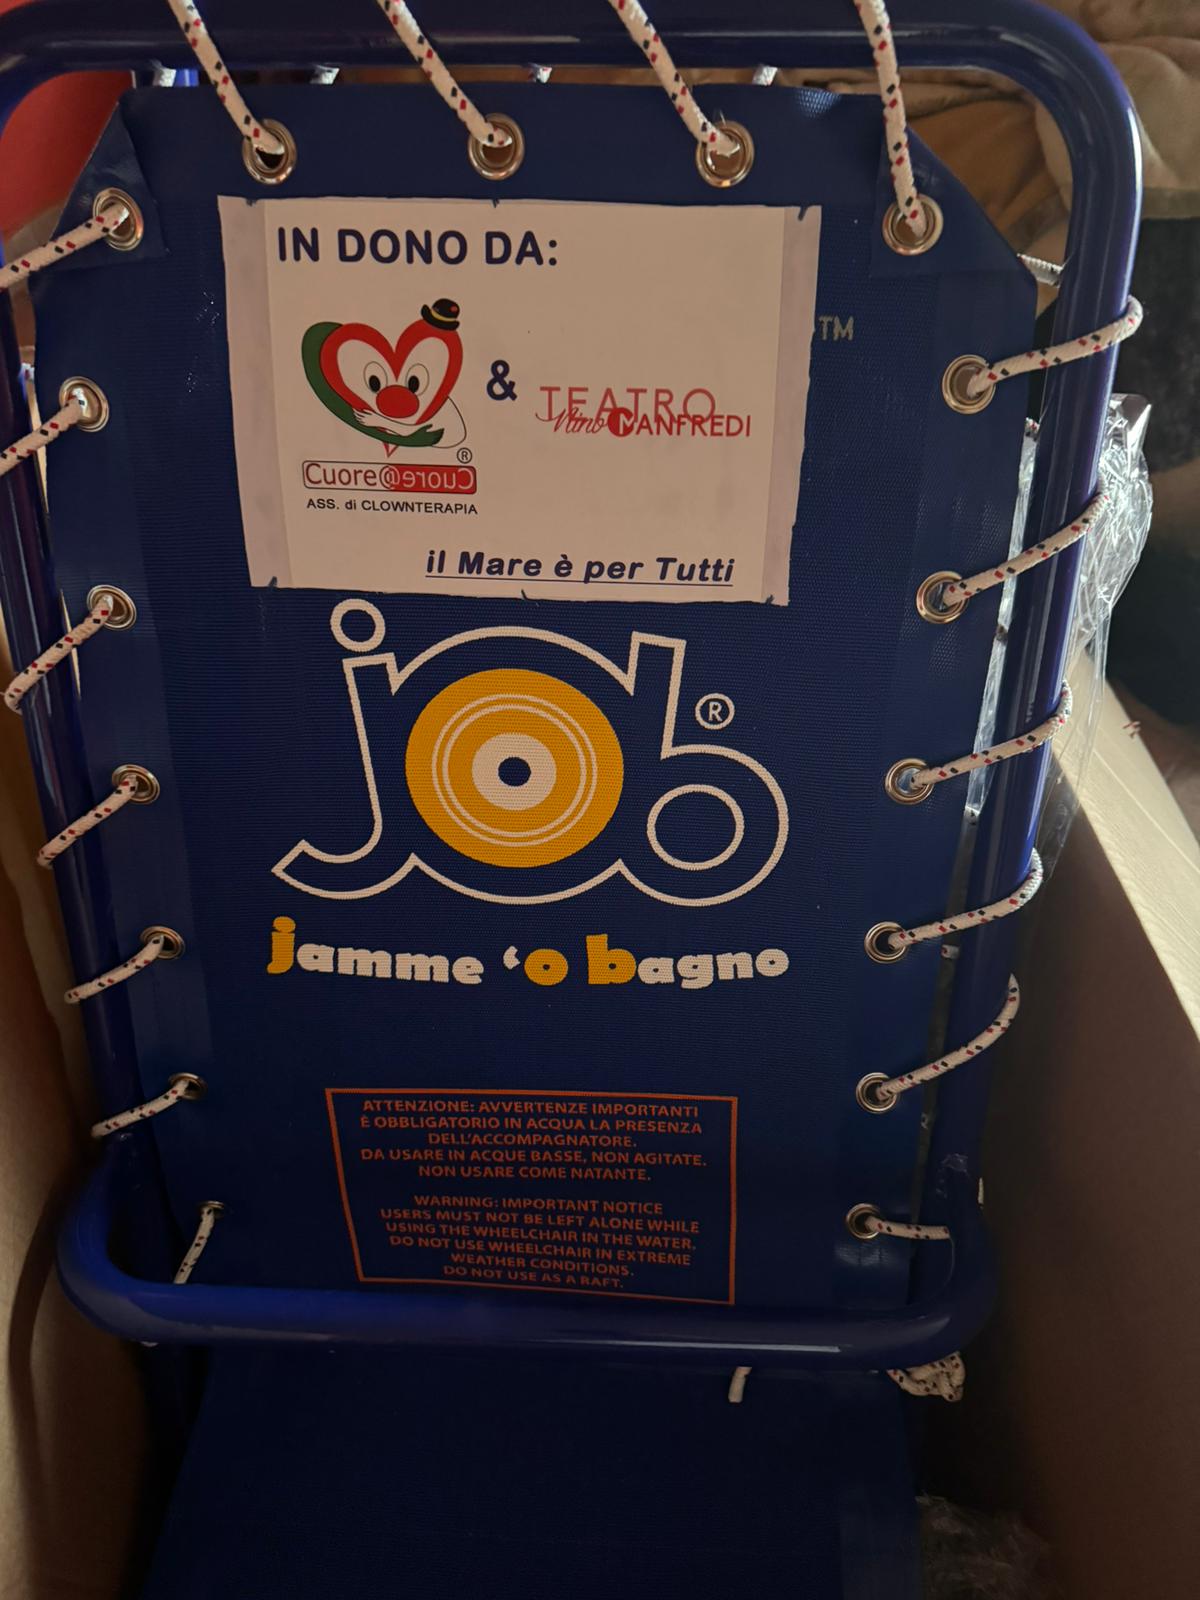 IN DONO DA:
&
TEATRO
Nino MANFREDI
®
Cuore@Cuore
ASS. di CLOWNTERAPIA
il Mare è per Tutti
TM
job
®
jamme ‘o bagno
ATTENZIONE: AVVERTENZE IMPORTANTI
È OBBLIGATORIO IN ACQUA LA PRESENZA
DELL'ACCOMPAGNATORE.
DA USARE IN ACQUE BASSE, NON AGITATE.
NON USARE COME NATANTE.
WARNING: IMPORTANT NOTICE
USERS MUST NOT BE LEFT ALONE WHILE
USING THE WHEELCHAIR IN THE WATER.
DO NOT USE WHEELCHAIR IN EXTREME
WEATHER CONDITIONS.
DO NOT USE AS A RAFT.